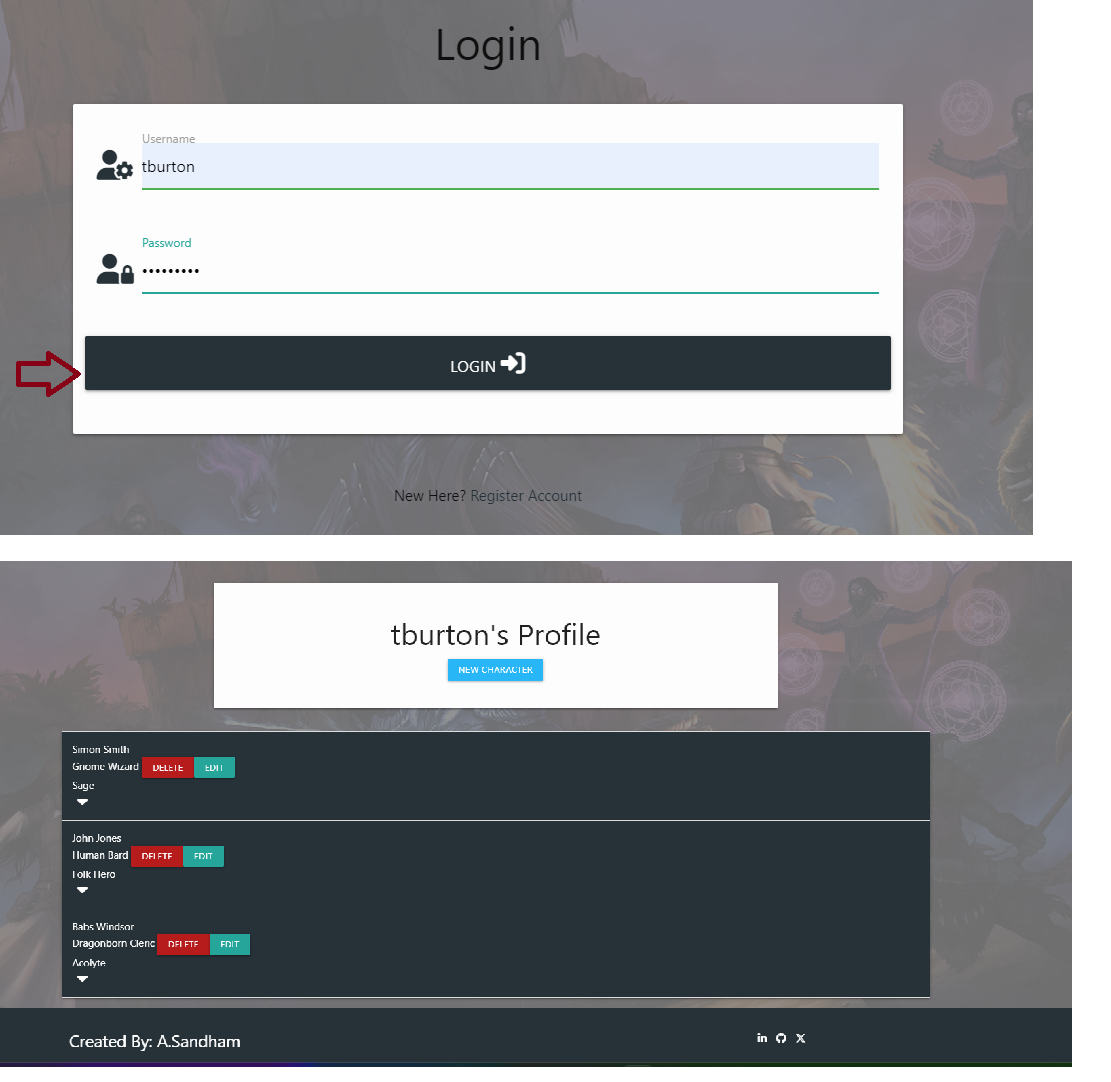 Login
Username
tburton
Password
•••••••••
LOGIN
New Here? Register Account
tburton's Profile
NEW CHARACTER
Simon Smith
Gnome Wizard DELETE EDIT
Sage
John Jones
Human Bard DELETE EDIT
Folk Hero
Babs Windsor
Dragonborn Cleric DELETE EDIT
Acolyte
Created By: A.Sandham
in X